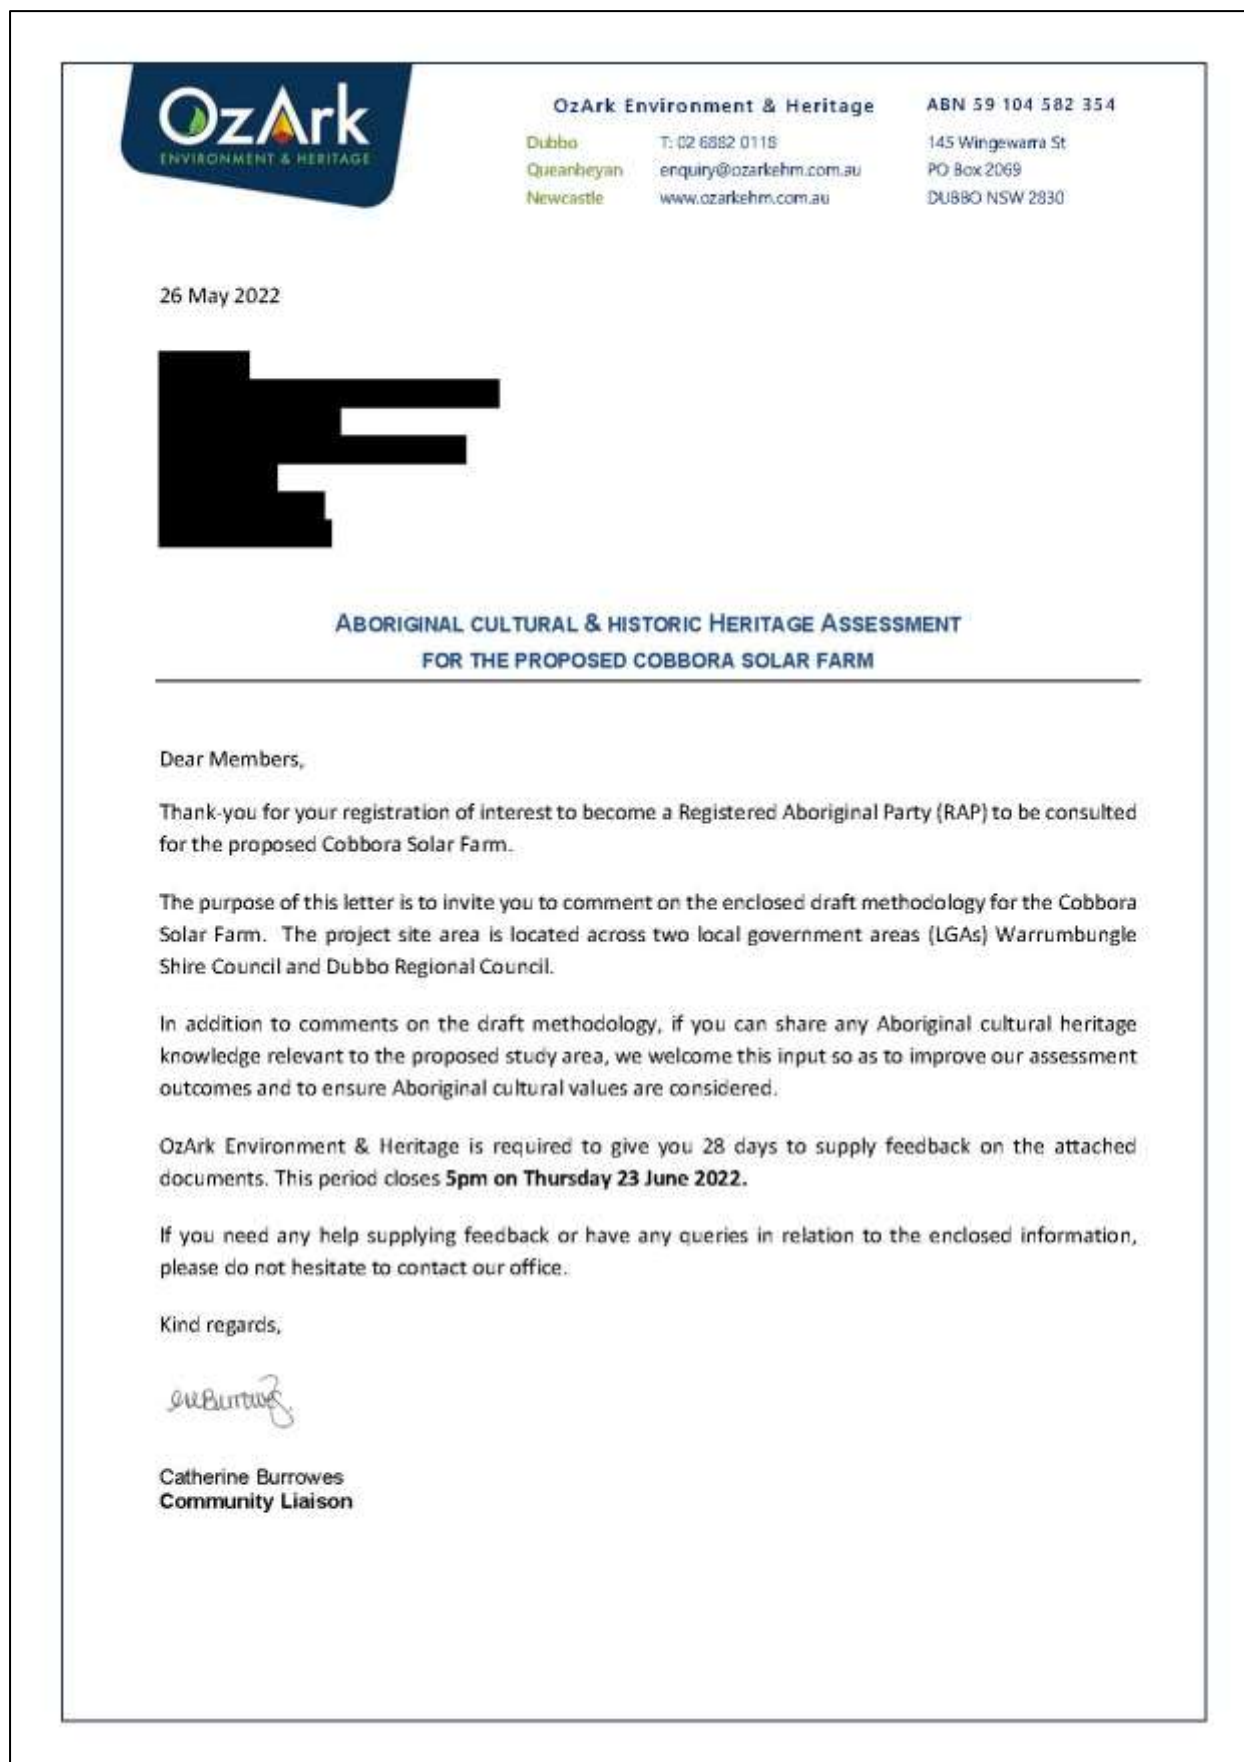 OzArk
ENVIRONMENT & HERITAGE
OzArk Environment & Heritage
ABN 59 104 582 354
Dubbo T: 02 6882 0118 145 Wingewarra St
Queanbeyan enquiry@ozarkehm.com.au PO Box 2069
Newcastle www.ozarkehm.com.au DUBBO NSW 2830
26 May 2022
ABORIGINAL CULTURAL & HISTORIC HERITAGE ASSESSMENT
FOR THE PROPOSED COBBORA SOLAR FARM
Dear Members,
Thank-you for your registration of interest to become a Registered Aboriginal Party (RAP) to be consulted
for the proposed Cobbora Solar Farm.
The purpose of this letter is to invite you to comment on the enclosed draft methodology for the Cobbora
Solar Farm. The project site area is located across two local government areas (LGAs) Warrumbungle
Shire Council and Dubbo Regional Council.
In addition to comments on the draft methodology, if you can share any Aboriginal cultural heritage
knowledge relevant to the proposed study area, we welcome this input so as to improve our assessment
outcomes and to ensure Aboriginal cultural values are considered.
OzArk Environment & Heritage is required to give you 28 days to supply feedback on the attached
documents. This period closes 5pm on Thursday 23 June 2022.
If you need any help supplying feedback or have any queries in relation to the enclosed information,
please do not hesitate to contact our office.
Kind regards,
Catherine Burrowes
Community Liaison